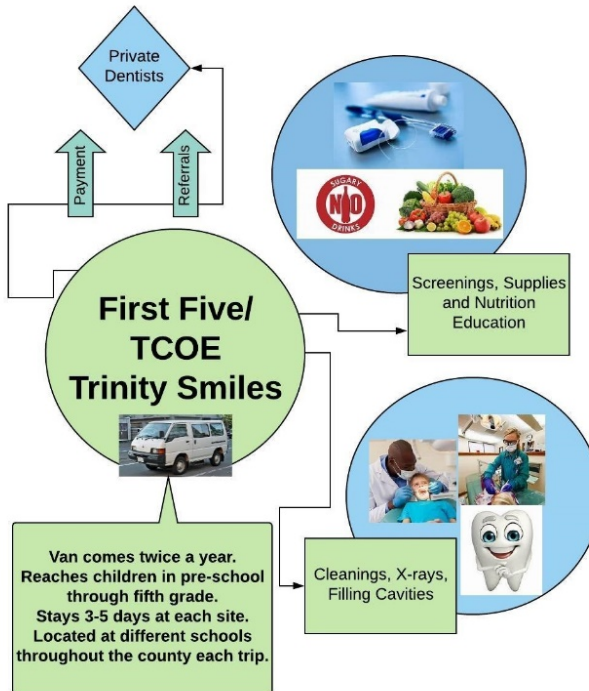 Private
Dentists
Payment
Referrals
SUGARY
NO
DRINKS
Screenings, Supplies
and Nutrition
Education
First Five/
TCOE
Trinity Smiles
Van comes twice a year.
Reaches children in pre-school
through fifth grade.
Stays 3-5 days at each site.
Located at different schools
throughout the county each trip.
Cleanings, X-rays,
Filling Cavities